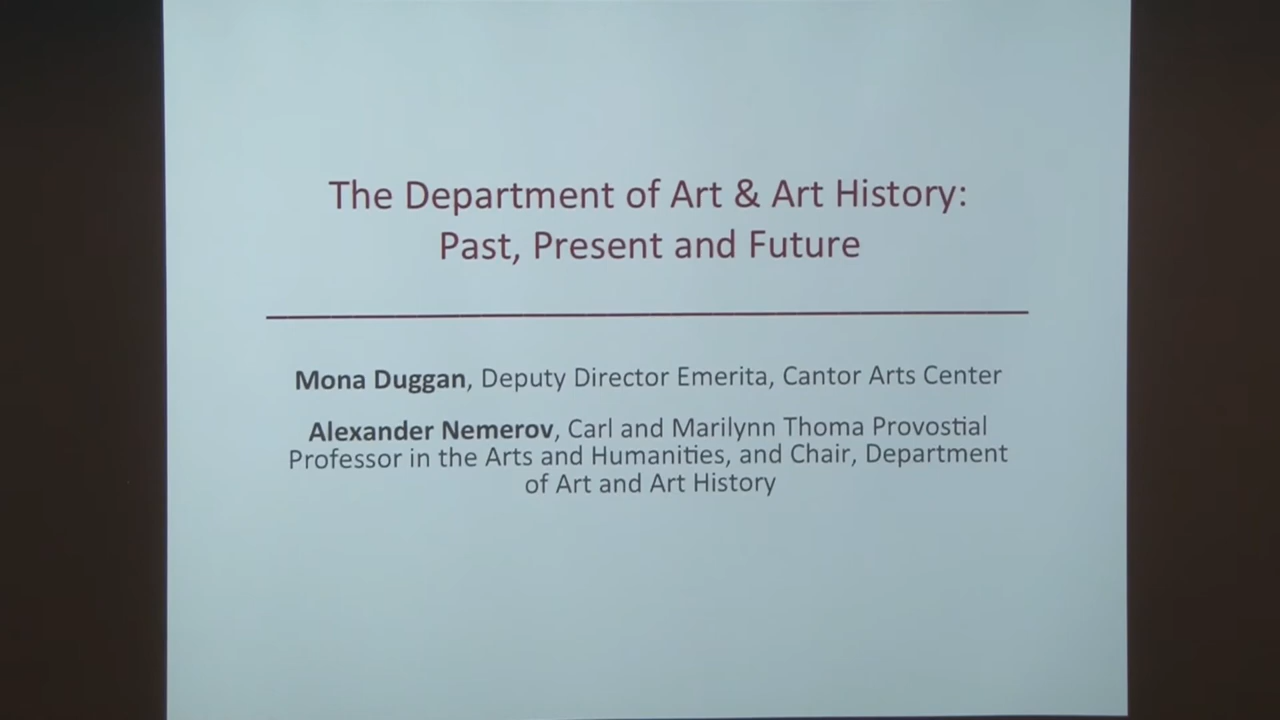 The Department of Art & Art History:
Past, Present and Future
Mona Duggan, Deputy Director Emerita, Cantor Arts Center
Alexander Nemerov, Carl and Marilynn Thoma Provostial
Professor in the Arts and Humanities, and Chair, Department
of Art and Art History